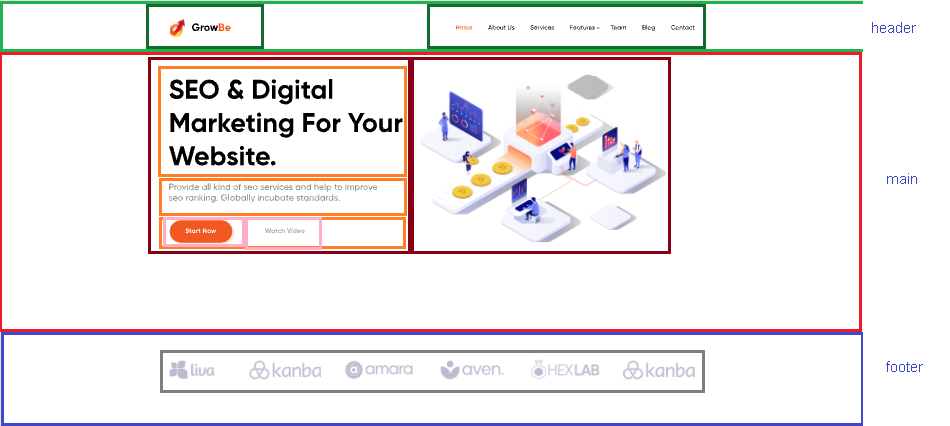 GrowBe
Home About Us Services Features Team Blog Contact
header
SEO & Digital
Marketing For Your
Website.
Provide all kind of seo services and help to improve
seo ranking. Globally incubate standards.
main
Start Now Watch Video
liva kanba amara aven. HEXLAB kanba
footer